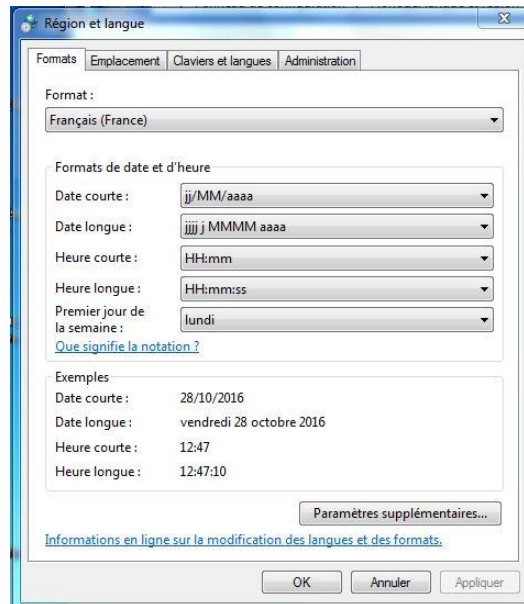 Région et langue
Formats Emplacement Claviers et langues Administration
Format :
Français (France)
Formats de date et d'heure
Date courte : jj/MM/aaaa
Date longue : jjjj j MMMM aaaa
Heure courte : HH:mm
Heure longue : HH:mm:ss
Premier jour de
la semaine : lundi
Que signifie la notation ?
Exemples
Date courte : 28/10/2016
Date longue : vendredi 28 octobre 2016
Heure courte : 12:47
Heure longue : 12:47:10
Paramètres supplémentaires...
Informations en ligne sur la modification des langues et des formats.
OK Annuler Appliquer